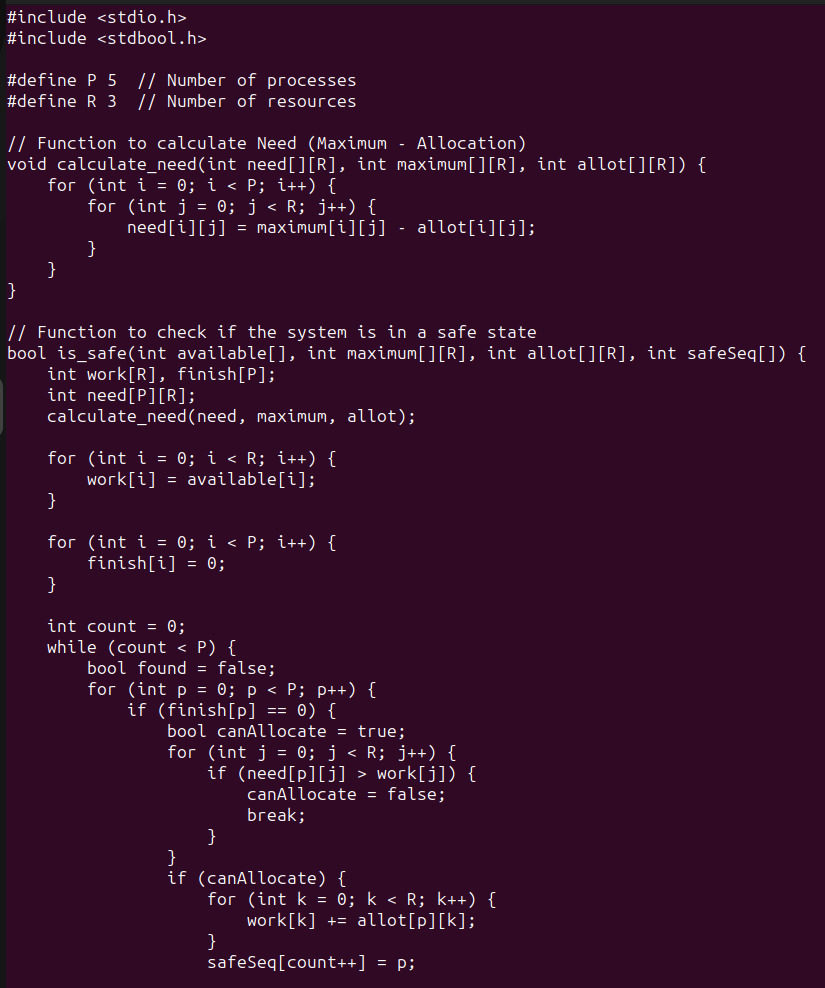 #include <stdio.h>
#include <stdbool.h>

#define P 5  // Number of processes
#define R 3  // Number of resources

// Function to calculate Need (Maximum - Allocation)
void calculate_need(int need[][R], int maximum[][R], int allot[][R]) {
    for (int i = 0; i < P; i++) {
        for (int j = 0; j < R; j++) {
            need[i][j] = maximum[i][j] - allot[i][j];
        }
    }
}

// Function to check if the system is in a safe state
bool is_safe(int available[], int maximum[][R], int allot[][R], int safeSeq[]) {
    int work[R], finish[P];
    int need[P][R];
    calculate_need(need, maximum, allot);

    for (int i = 0; i < R; i++) {
        work[i] = available[i];
    }

    for (int i = 0; i < P; i++) {
        finish[i] = 0;
    }

    int count = 0;
    while (count < P) {
        bool found = false;
        for (int p = 0; p < P; p++) {
            if (finish[p] == 0) {
                bool canAllocate = true;
                for (int j = 0; j < R; j++) {
                    if (need[p][j] > work[j]) {
                        canAllocate = false;
                        break;
                    }
                }
                if (canAllocate) {
                    for (int k = 0; k < R; k++) {
                        work[k] += allot[p][k];
                    }
                    safeSeq[count++] = p;